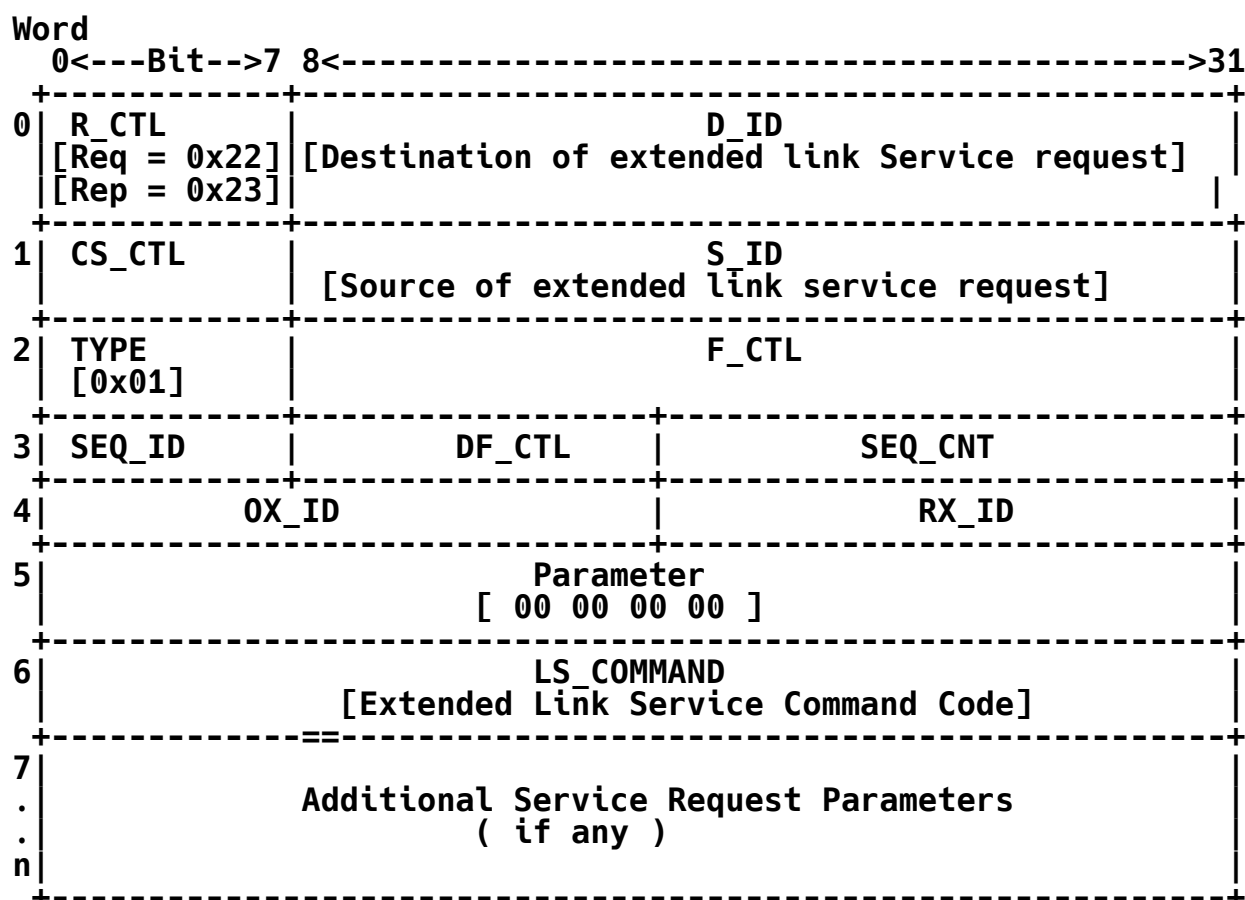 Word
  0<---Bit-->7 8<-------------------------------------------->31
 +------------+------------------------------------------------+
0| R_CTL      |                     D_ID                       |
 |[Req = 0x22]|[Destination of extended link Service request]  |
 |[Rep = 0x23]|                                               |
 +------------+------------------------------------------------+
1| CS_CTL     |                     S_ID                       |
 |            | [Source of extended link service request]      |
 +------------+------------------------------------------------+
2| TYPE       |                     F_CTL                      |
 | [0x01]     |                                                |
 +------------+------------------+-----------------------------+
3| SEQ_ID     |        DF_CTL    |          SEQ_CNT            |
 +------------+------------------+-----------------------------+
4|          OX_ID                |             RX_ID           |
 +-------------------------------+-----------------------------+
5|                         Parameter                           |
 |                      [ 00 00 00 00 ]                        |
 +-------------------------------------------------------------+
6|                         LS_COMMAND                          |
 |               [Extended Link Service Command Code]          |
 +-------------==----------------------------------------------+
7|                                                             |
.|             Additional Service Request Parameters           |
.|                      ( if any )                             |
n|                                                             |
 +-------------------------------------------------------------+